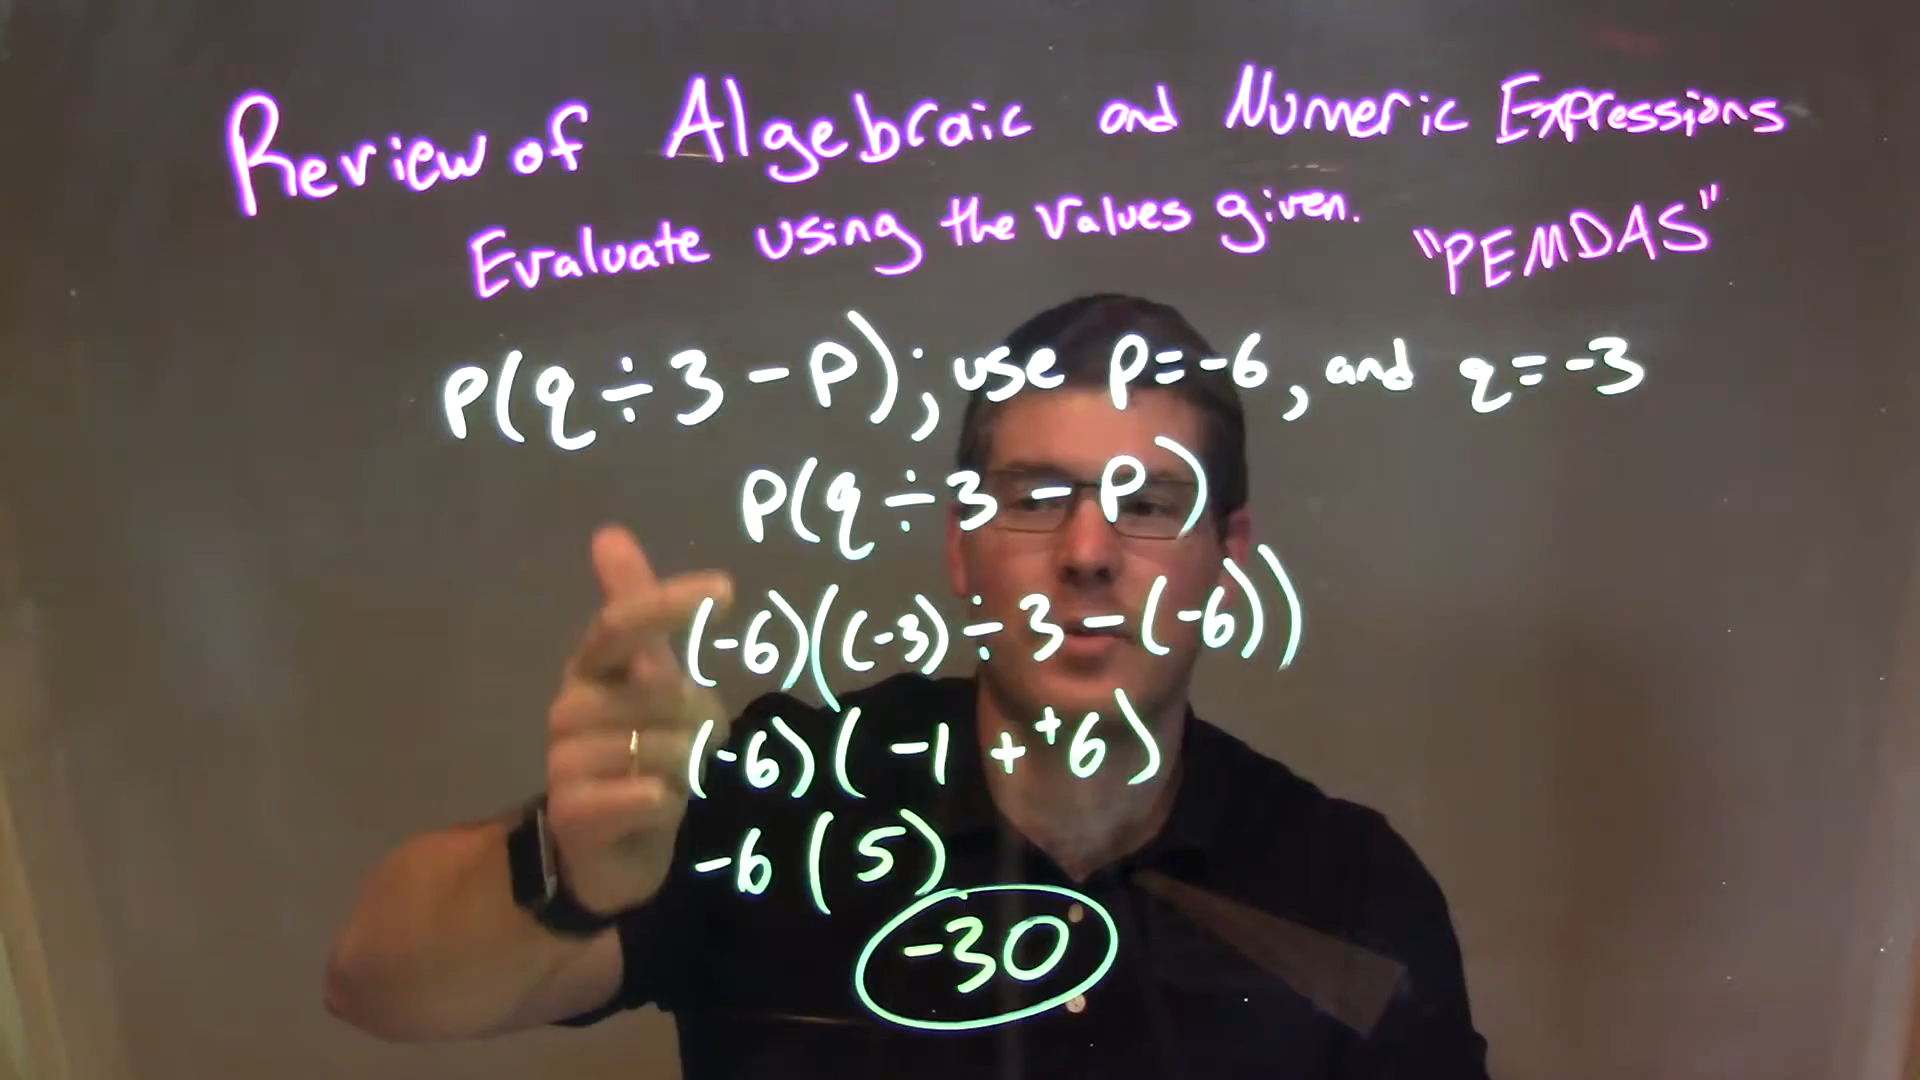 Review of Algebraic and Numeric Expressions
Evaluate using the values given. "PEMDAS"
P(q÷3-P); use P=-6, and q=-3
P(q÷3-P)
(-6)((-3)÷3-(-6))
(-6)(-1 + +6)
-6(5)
-30